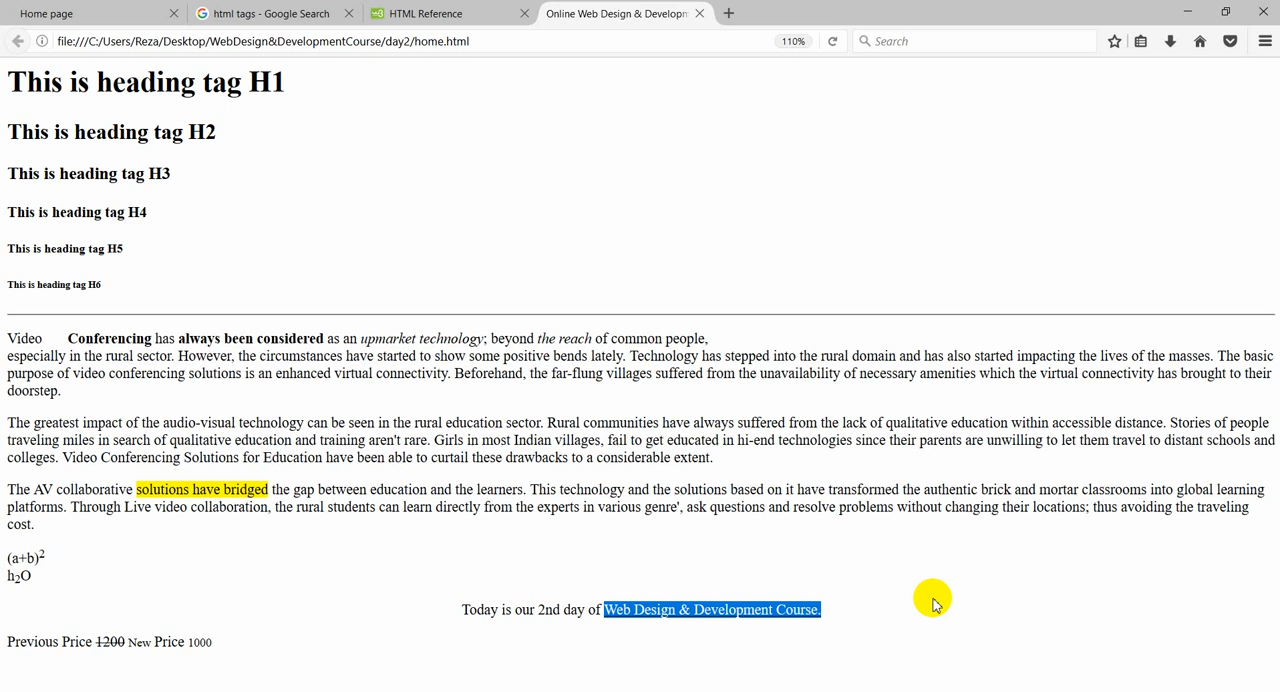 Home page
html tags - Google Search
HTML Reference
Online Web Design & Developm
file:///C:/Users/Reza/Desktop/WebDesign&DevelopmentCourse/day2/home.html
110%
Search
This is heading tag H1
This is heading tag H2
This is heading tag H3
This is heading tag H4
This is heading tag H5
This is heading tag H6
Video Conferencing has always been considered as an upmarket technology; beyond the reach of common people,
especially in the rural sector. However, the circumstances have started to show some positive bends lately. Technology has stepped into the rural domain and has also started impacting the lives of the masses. The basic
purpose of video conferencing solutions is an enhanced virtual connectivity. Beforehand, the far-flung villages suffered from the unavailability of necessary amenities which the virtual connectivity has brought to their
doorstep.
The greatest impact of the audio-visual technology can be seen in the rural education sector. Rural communities have always suffered from the lack of qualitative education within accessible distance. Stories of people
traveling miles in search of qualitative education and training aren't rare. Girls in most Indian villages, fail to get educated in hi-end technologies since their parents are unwilling to let them travel to distant schools and
colleges. Video Conferencing Solutions for Education have been able to curtail these drawbacks to a considerable extent.
The AV collaborative solutions have bridged the gap between education and the learners. This technology and the solutions based on it have transformed the authentic brick and mortar classrooms into global learning
platforms. Through Live video collaboration, the rural students can learn directly from the experts in various genre', ask questions and resolve problems without changing their locations; thus avoiding the traveling
cost.
(a+b)²
h₂O
Today is our 2nd day of Web Design & Development Course.
Previous Price 1200 New Price 1000